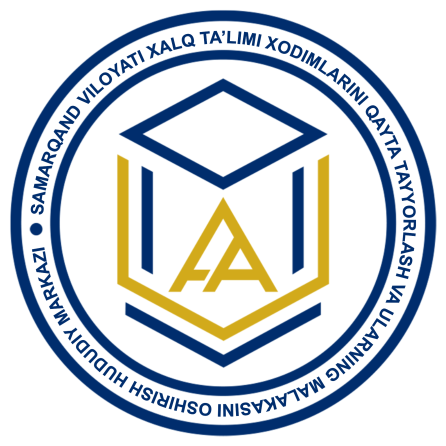 SAMARQAND VILOYATI XALQ TA'LIMI XODIMLARINI QAYTA TAYYORLASH VA ULARNING MALAKASINI OSHIRISH HUDUDIY MARKAZI